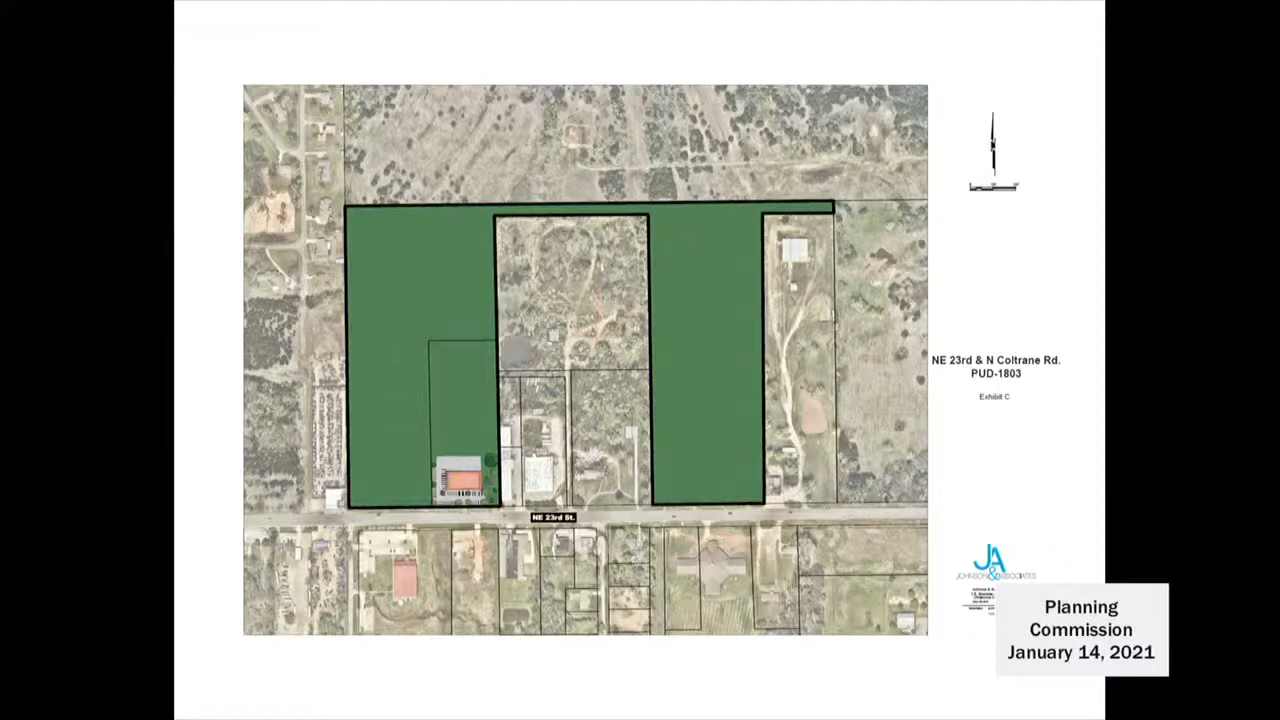 NE 23rd & N Coltrane Rd.
PUD-1803
Exhibit C
NE 23rd St.
JA
JOHNSON & ASSOCIATES
Planning
Commission
January 14, 2021